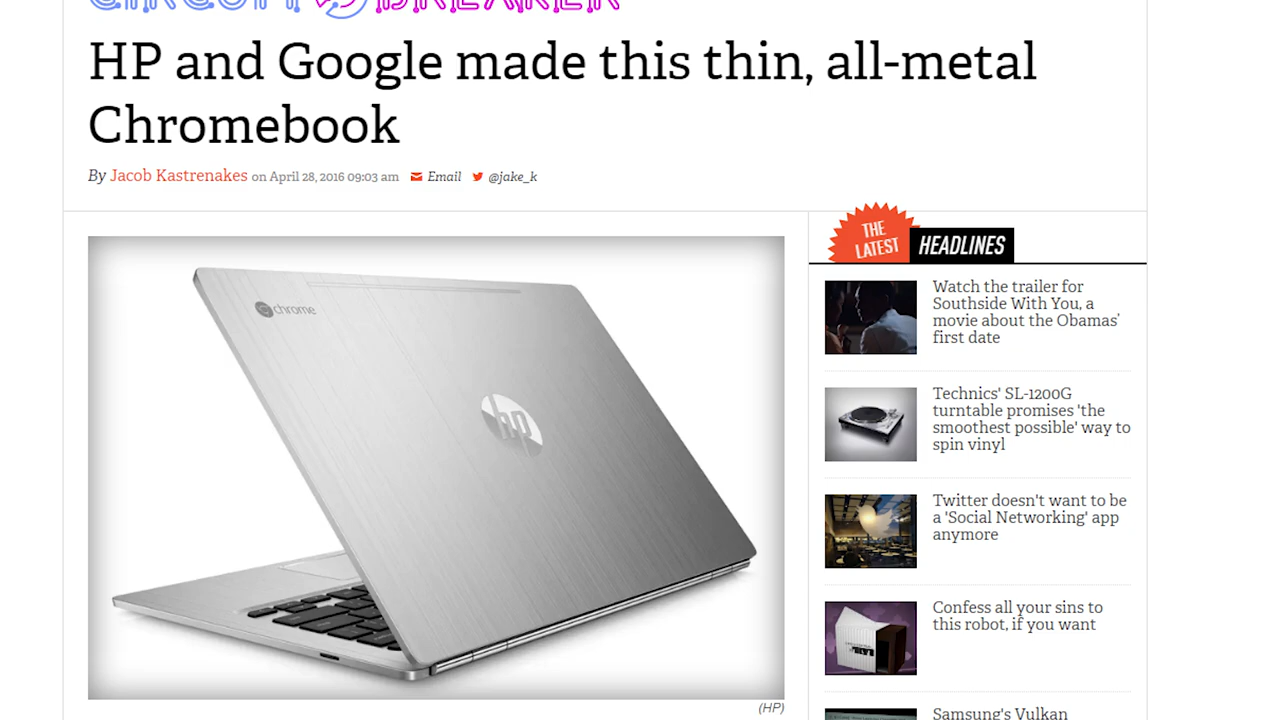 CIRCUIT BREAKER
HP and Google made this thin, all-metal
Chromebook
By Jacob Kastrenakes on April 28, 2016 09:03 am Email @jake_k
chrome
hp
(HP)
THE
LATEST
HEADLINES
Watch the trailer for
Southside With You, a
movie about the Obamas'
first date
Technics' SL-1200G
turntable promises 'the
smoothest possible' way to
spin vinyl
Twitter doesn't want to be
a 'Social Networking' app
anymore
Confess all your sins to
this robot, if you want
Samsung's Vulkan